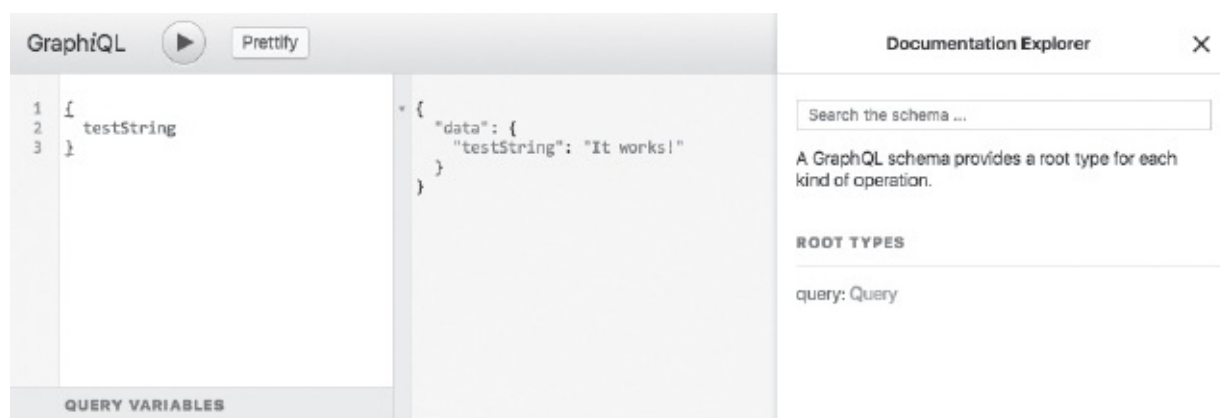 GraphiQL
Prettify
1 {
2 testString
3 }
{
"data": {
"testString": "It works!"
}
}
QUERY VARIABLES
Documentation Explorer
Search the schema ...
A GraphQL schema provides a root type for each
kind of operation.
ROOT TYPES
query: Query